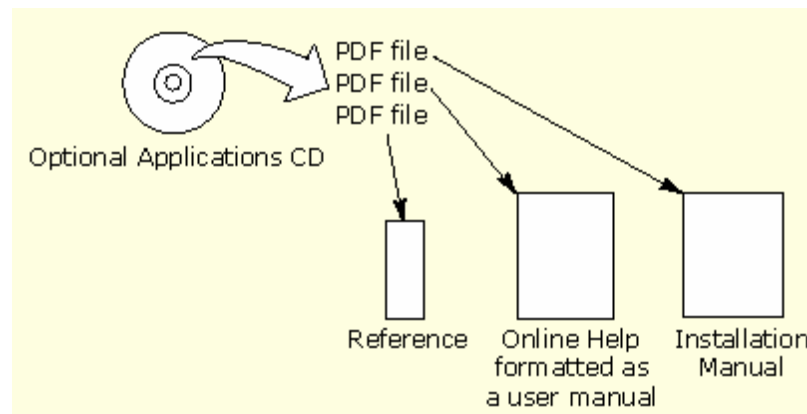 PDF file
PDF file
PDF file
Optional Applications CD
Reference
Online Help
formatted as
a user manual
Installation
Manual